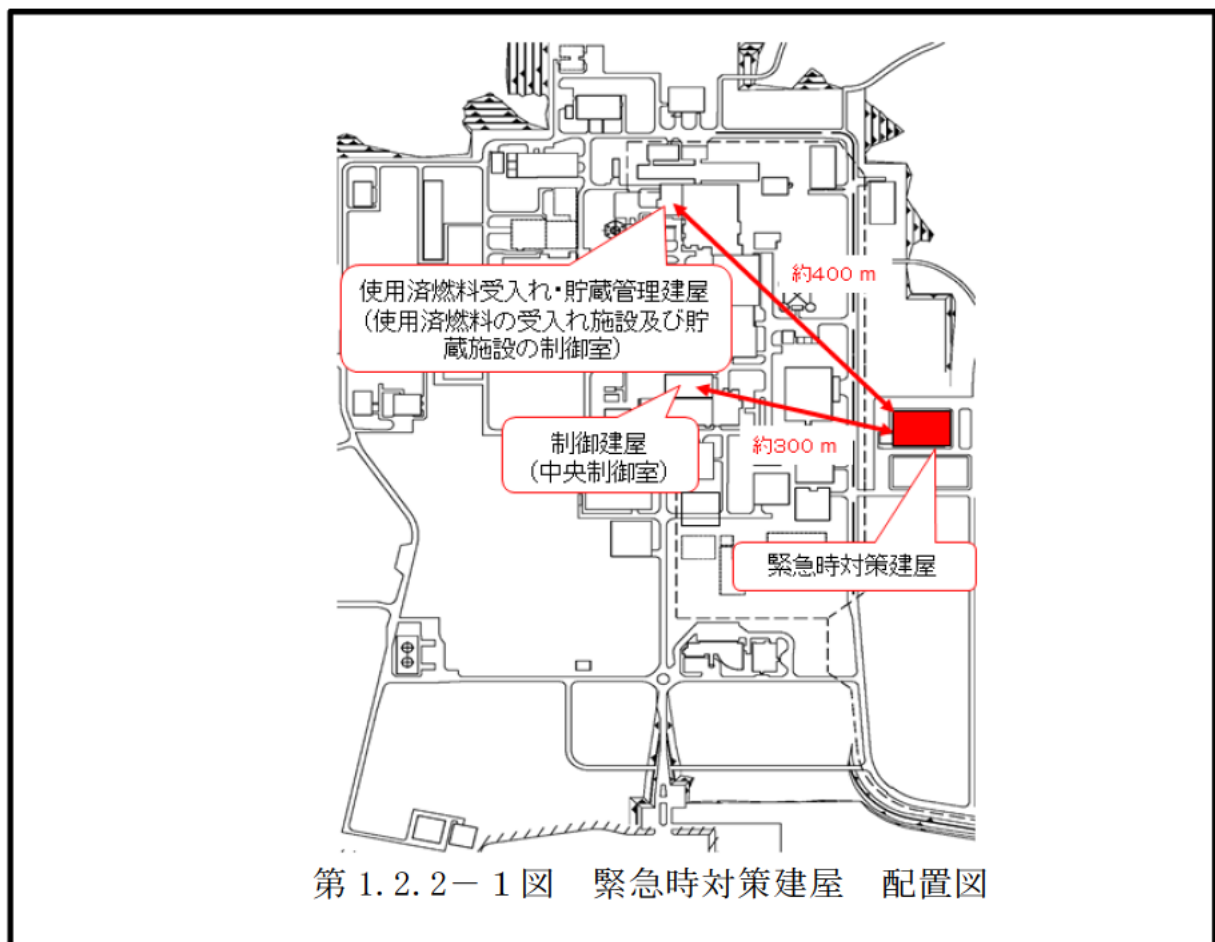 約400 m
使用済燃料受入れ・貯蔵管理建屋
（使用済燃料の受入れ施設及び貯
蔵施設の制御室）
制御建屋
（中央制御室）
約300 m
緊急時対策建屋
第 1.2.2－1図　緊急時対策建屋　配置図